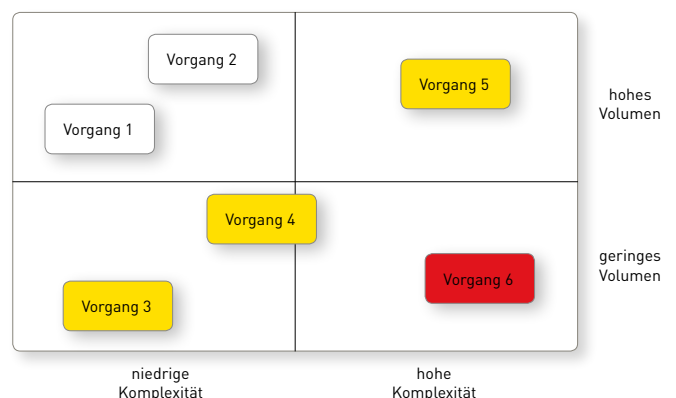 Vorgang 2
Vorgang 5
hohes
Volumen
Vorgang 1
Vorgang 4
geringes
Volumen
Vorgang 6
Vorgang 3
niedrige
Komplexität
hohe
Komplexität